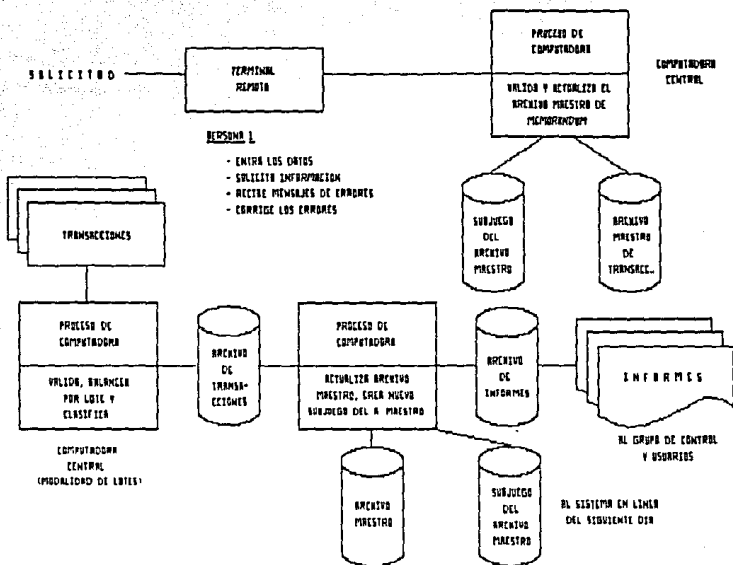 SOLICITUD
TERMINAL
REMOTA
PROCESO DE
COMPUTADORA
VALIDA Y ACTUALIZA EL
ARCHIVO MAESTRO DE
MEMORANDUM
COMPUTADORA
CENTRAL
PERSONA 1
- ENTRA LOS DATOS
- SOLICITA INFORMACION
- RECIBE MENSAJES DE ERRORES
- CORRIGE LOS ERRORES
SUBJUEGO
DEL
ARCHIVO
MAESTRO
ARCHIVO
MAESTRO
DE
TRANSACC..
TRANSACCIONES
PROCESO DE
COMPUTADORA
VALIDA, BALANCEA
POR LOTE Y
CLASIFICA
COMPUTADORA
CENTRAL
(MODALIDAD DE LOTES)
ARCHIVO
DE
TRANSA-
CCIONES
PROCESO DE
COMPUTADORA
ACTUALIZA ARCHIVO
MAESTRO, CREA NUEVO
SUBJUEGO DEL A MAESTRO
ARCHIVO
DE
INFORMES
INFORMES
AL GRUPO DE CONTROL
Y USUARIOS
ARCHIVO
MAESTRO
SUBJUEGO
DEL
ARCHIVO
MAESTRO
AL SISTEMA EN LINEA
DEL SIGUIENTE DIA